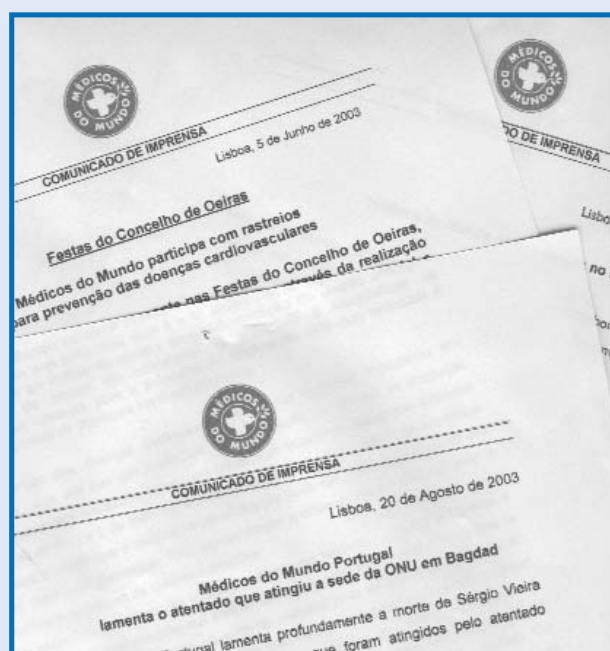 MÉDICOS DO MUNDO
COMUNICADO DE IMPRENSA
Lisboa, 5 de Junho de 2003
Festas do Concelho de Oeiras
Médicos do Mundo participa com rastreios
para prevenção das doenças cardiovasculares
nas Festas do Concelho de Oeiras,
através da realização
MÉDICOS DO MUNDO
DO DE IMPRENSA
Lisbo
no
MÉDICOS DO MUNDO
COMUNICADO DE IMPRENSA
Lisboa, 20 de Agosto de 2003
Médicos do Mundo Portugal
lamenta o atentado que atingiu a sede da ONU em Bagdad
lamenta profundamente a morte de Sérgio Vieira
que foram atingidos pelo atentado